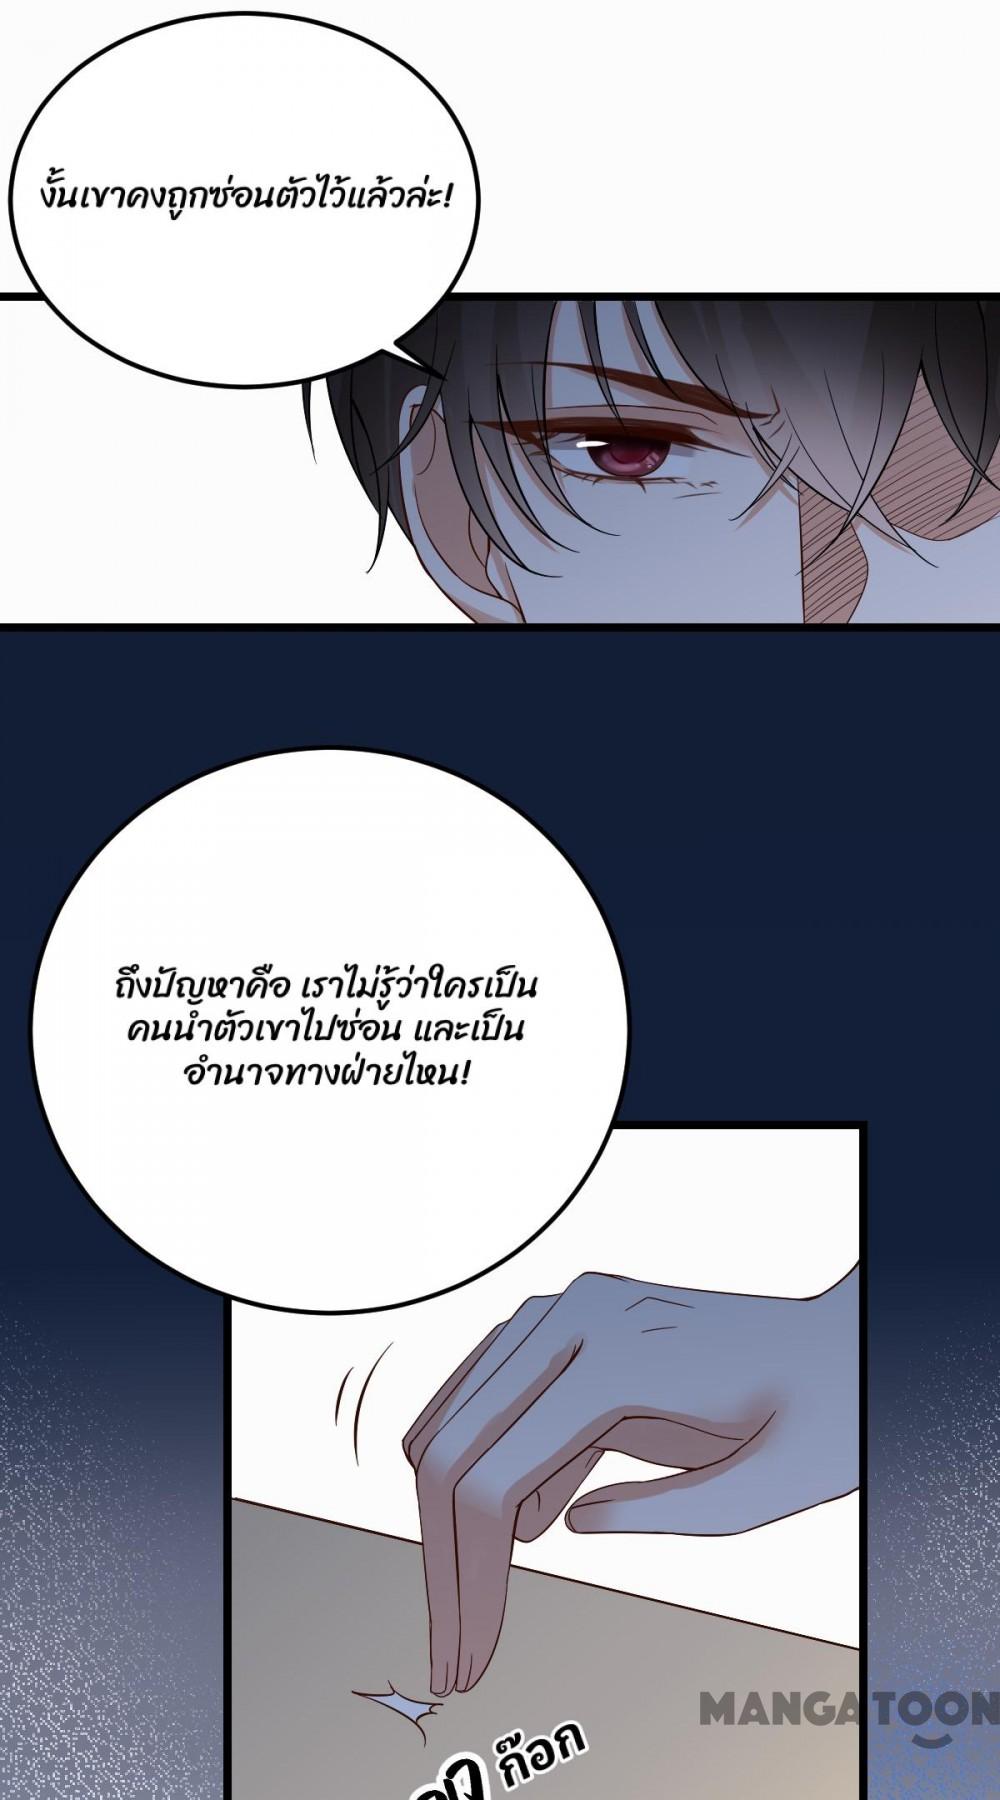 งั้นเขาคงถูกซ่อนตัวไว้แล้วล่ะ!
ถึงปัญหาคือ เราไม่รู้ว่าใครเป็น
คนนำตัวเขาไปซ่อน และเป็น
อำนาจทางฝ่ายไหน!
MANGATOON
ก๊อก